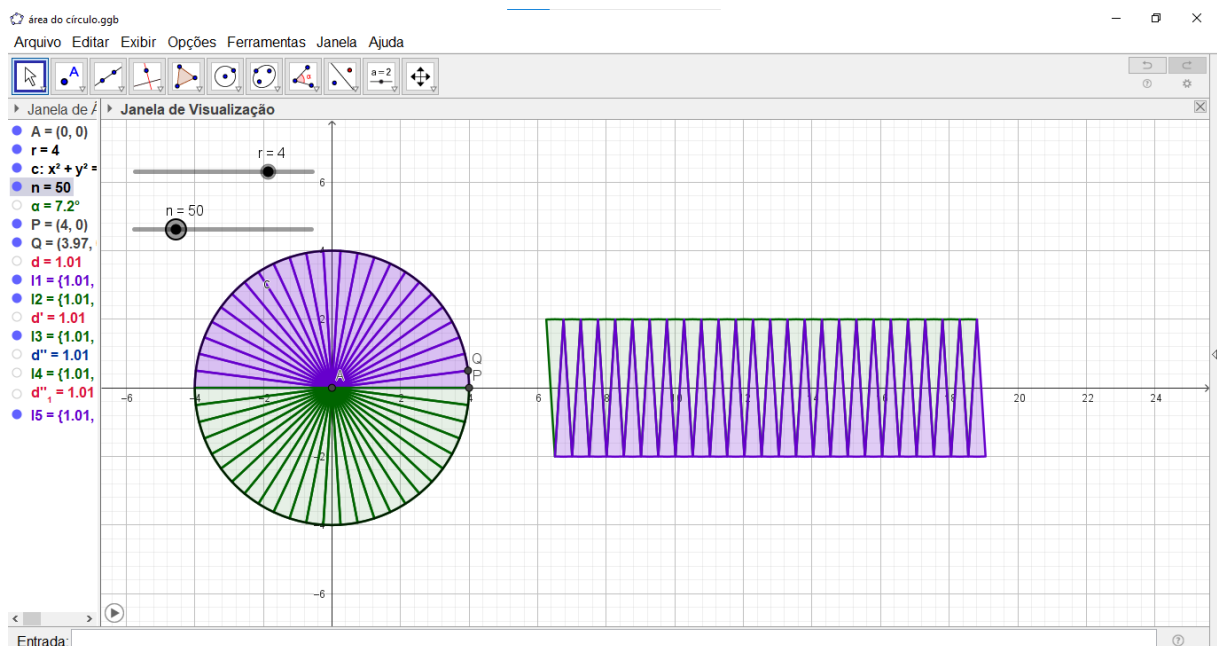 área do círculo.ggb
Arquivo Editar Exibir Opções Ferramentas Janela Ajuda
A
α
a=2
Janela de Á
Janela de Visualização
A = (0, 0)
r = 4
c: x² + y² =
n = 50
α = 7.2°
P = (4, 0)
Q = (3.97,
d = 1.01
l1 = {1.01,
l2 = {1.01,
d' = 1.01
l3 = {1.01,
d'' = 1.01
l4 = {1.01,
d''₁ = 1.01
l5 = {1.01,
r = 4
6
n = 50
4
c
2
Q
A
P
−6 −4 −2 2 4 6 8 10 12 14 16 18 20 22 24
−2
−4
−6
Entrada: